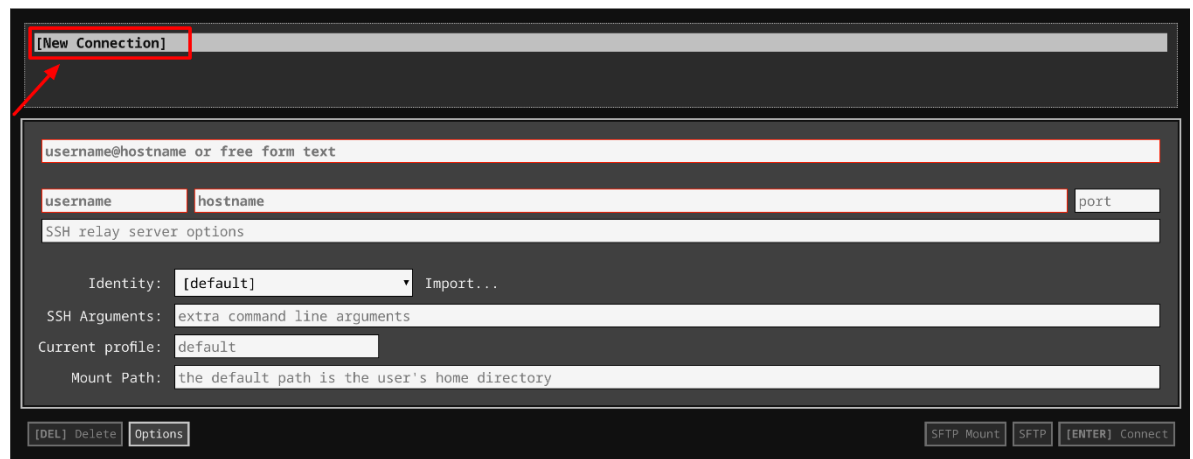 [New Connection]
username@hostname or free form text
username hostname port
SSH relay server options
Identity: [default] Import...
SSH Arguments: extra command line arguments
Current profile: default
Mount Path: the default path is the user's home directory
[DEL] Delete Options SFTP Mount SFTP [ENTER] Connect